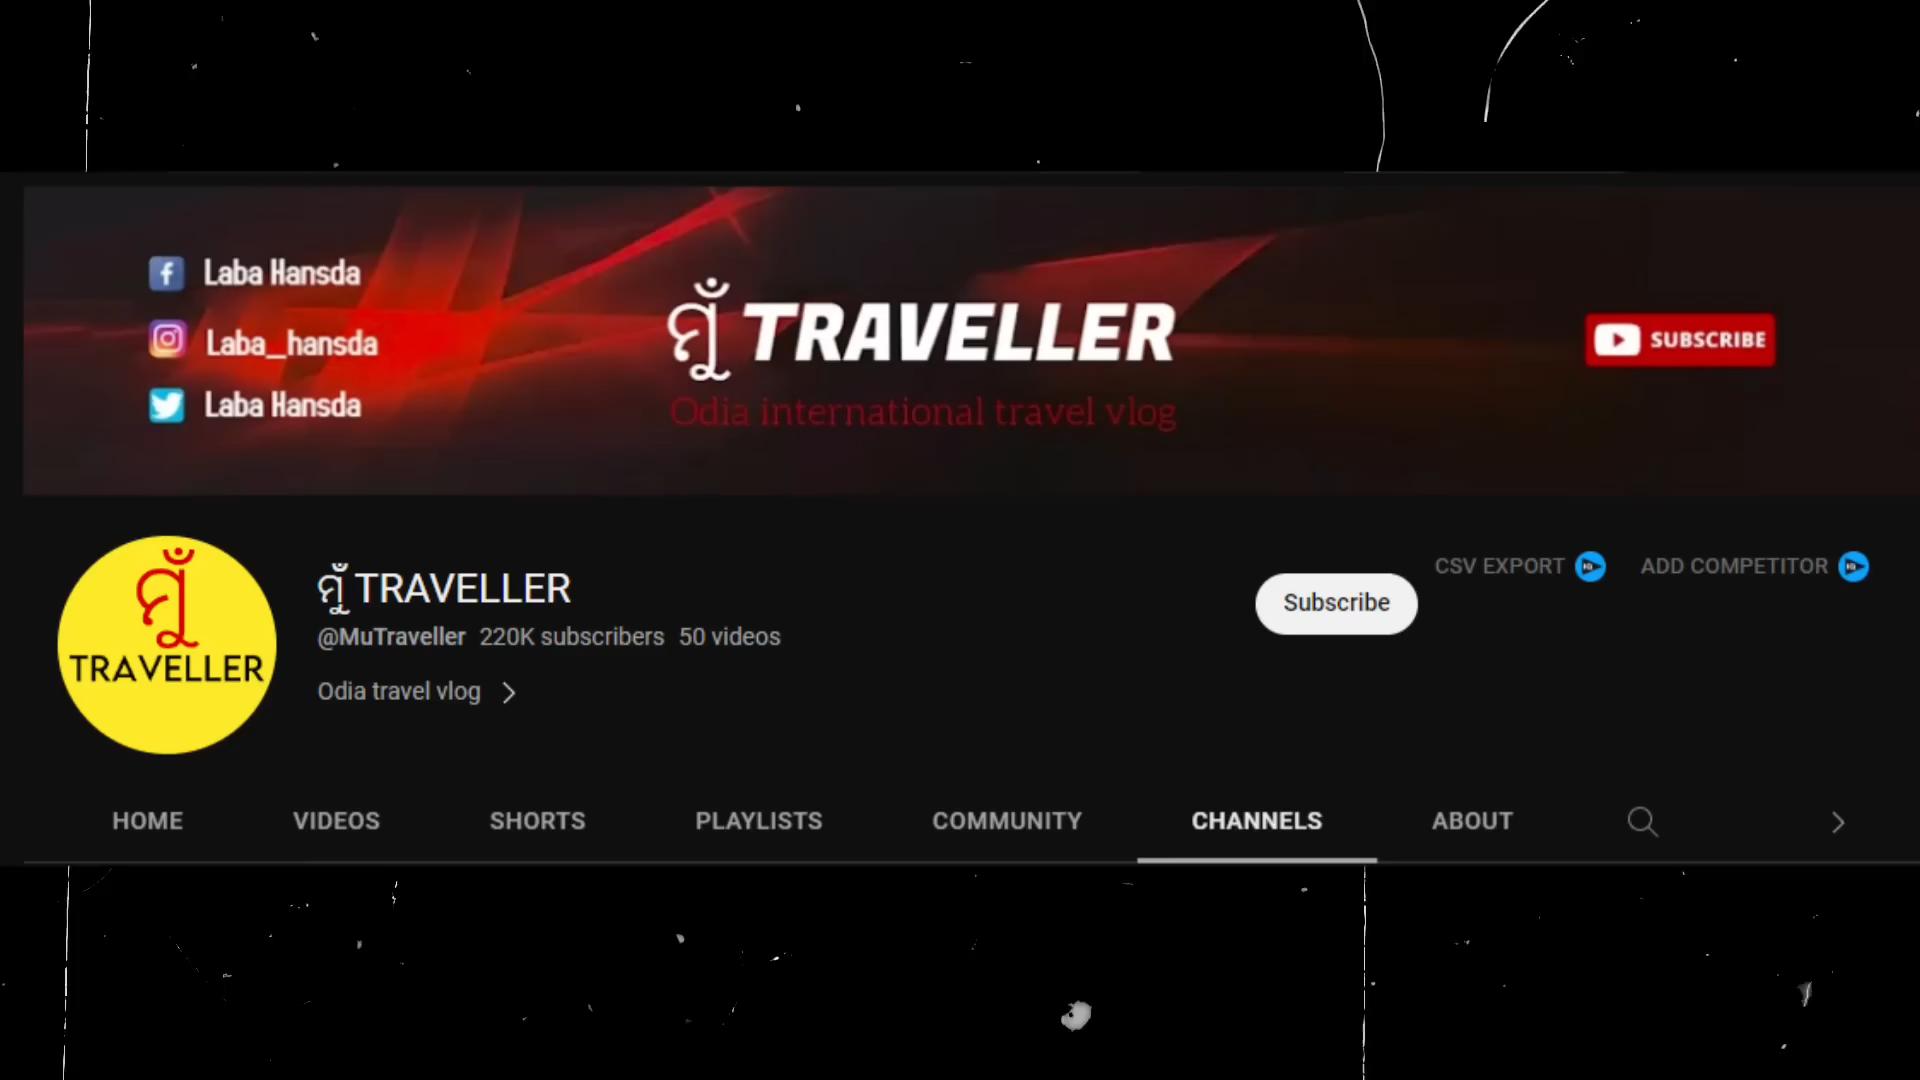 Laba Hansda
Laba_hansda
Laba Hansda
ମୁଁ TRAVELLER
Odia international travel vlog
SUBSCRIBE
ମୁଁ
TRAVELLER
ମୁଁ TRAVELLER
@MuTraveller 220K subscribers 50 videos
Odia travel vlog
Subscribe
CSV EXPORT
ADD COMPETITOR
HOME VIDEOS SHORTS PLAYLISTS COMMUNITY CHANNELS ABOUT